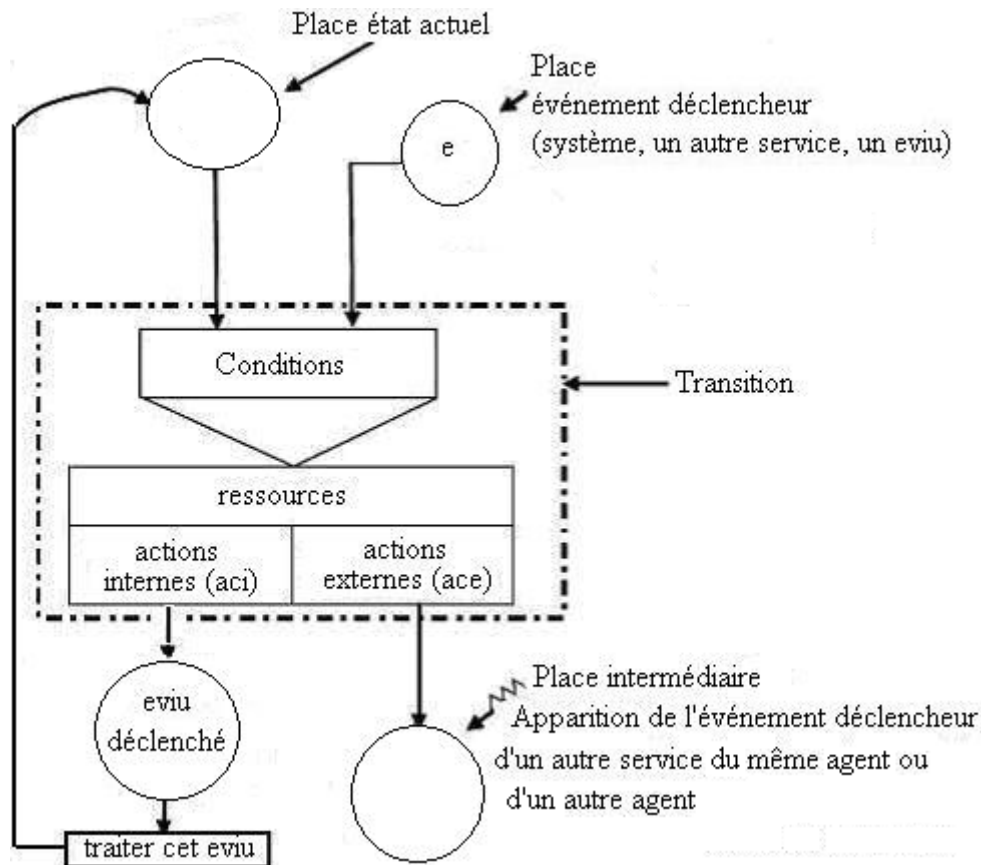 Place état actuel
Place
événement déclencheur
(système, un autre service, un eviu)
e
Conditions
Transition
ressources
actions
internes (aci)
actions
externes (ace)
eviu
déclenché
Place intermédiaire
Apparition de l'événement déclencheur
d'un autre service du même agent ou
d'un autre agent
traiter cet eviu